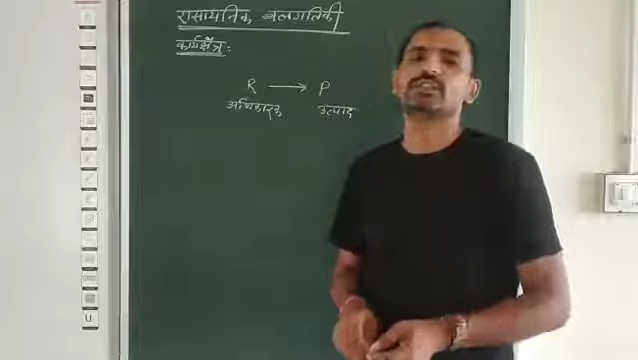 रासायनिक बलगतिकी
कार्यक्षेत्र:
R → P
अभिकारक उत्पाद
U